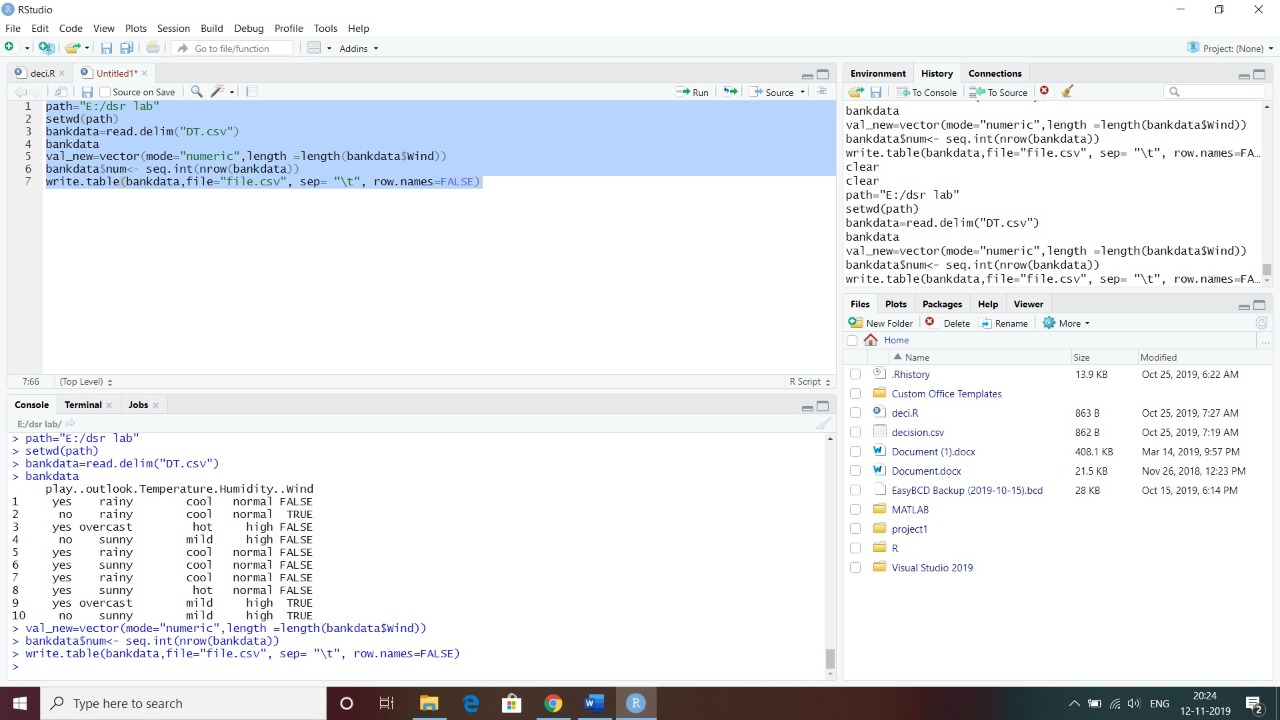 RStudio
File Edit Code View Plots Session Build Debug Profile Tools Help
Go to file/function Addins Project: (None)
deci.R Untitled1*
Source on Save Run Source
1 path="E:/dsr lab"
2 setwd(path)
3 bankdata=read.delim("DT.csv")
4 bankdata
5 val_new=vector(mode="numeric",length =length(bankdata$Wind))
6 bankdata$num<- seq.int(nrow(bankdata))
7 write.table(bankdata,file="file.csv", sep= "\t", row.names=FALSE)
7:66 (Top Level) R Script
Console Terminal Jobs
E:/dsr lab/
> path="E:/dsr lab"
> setwd(path)
> bankdata=read.delim("DT.csv")
> bankdata
play..outlook.Temperature.Humidity..Wind
1 yes rainy cool normal FALSE
2 no rainy cool normal TRUE
3 yes overcast hot high FALSE
4 no sunny mild high FALSE
5 yes rainy cool normal FALSE
6 yes sunny cool normal FALSE
7 yes rainy cool normal FALSE
8 yes sunny hot normal FALSE
9 yes overcast mild high TRUE
10 no sunny mild high TRUE
> val_new=vector(mode="numeric",length =length(bankdata$Wind))
> bankdata$num<- seq.int(nrow(bankdata))
> write.table(bankdata,file="file.csv", sep= "\t", row.names=FALSE)
>
Environment History Connections
To Console To Source
bankdata
val_new=vector(mode="numeric",length =length(bankdata$Wind))
bankdata$num<- seq.int(nrow(bankdata))
write.table(bankdata,file="file.csv", sep= "\t", row.names=FA…
clear
clear
path="E:/dsr lab"
setwd(path)
bankdata=read.delim("DT.csv")
bankdata
val_new=vector(mode="numeric",length =length(bankdata$Wind))
bankdata$num<- seq.int(nrow(bankdata))
write.table(bankdata,file="file.csv", sep= "\t", row.names=FA…
Files Plots Packages Help Viewer
New Folder Delete Rename More
Home ...
Name Size Modified
.Rhistory 13.9 KB Oct 25, 2019, 6:22 AM
Custom Office Templates
deci.R 863 B Oct 25, 2019, 7:27 AM
decision.csv 862 B Oct 25, 2019, 7:19 AM
Document (1).docx 408.1 KB Mar 14, 2019, 9:57 PM
Document.docx 21.5 KB Nov 26, 2018, 12:23 PM
EasyBCD Backup (2019-10-15).bcd 28 KB Oct 15, 2019, 6:14 PM
MATLAB
project1
R
Visual Studio 2019
Type here to search
ENG 20:24
12-11-2019 2